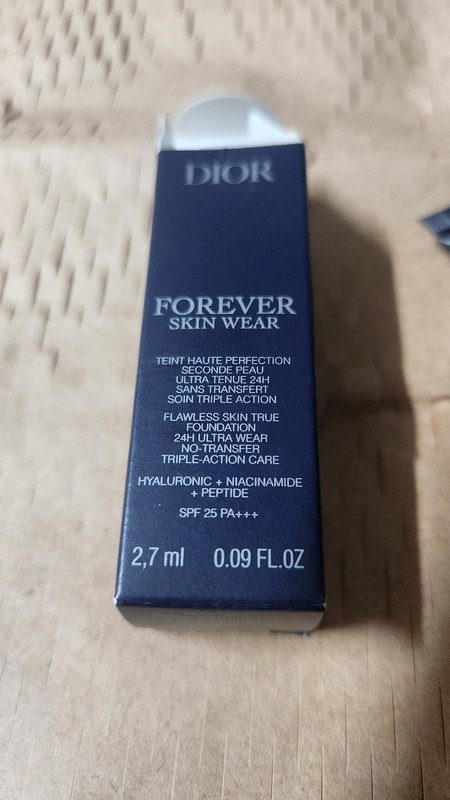 DIOR
FOREVER
SKIN WEAR
TEINT HAUTE PERFECTION
SECONDE PEAU
ULTRA TENUE 24H
SANS TRANSFERT
SOIN TRIPLE ACTION
FLAWLESS SKIN TRUE
FOUNDATION
24H ULTRA WEAR
NO-TRANSFER
TRIPLE-ACTION CARE
HYALURONIC + NIACINAMIDE
+ PEPTIDE
SPF 25 PA+++
2,7 ml 0.09 FL.OZ